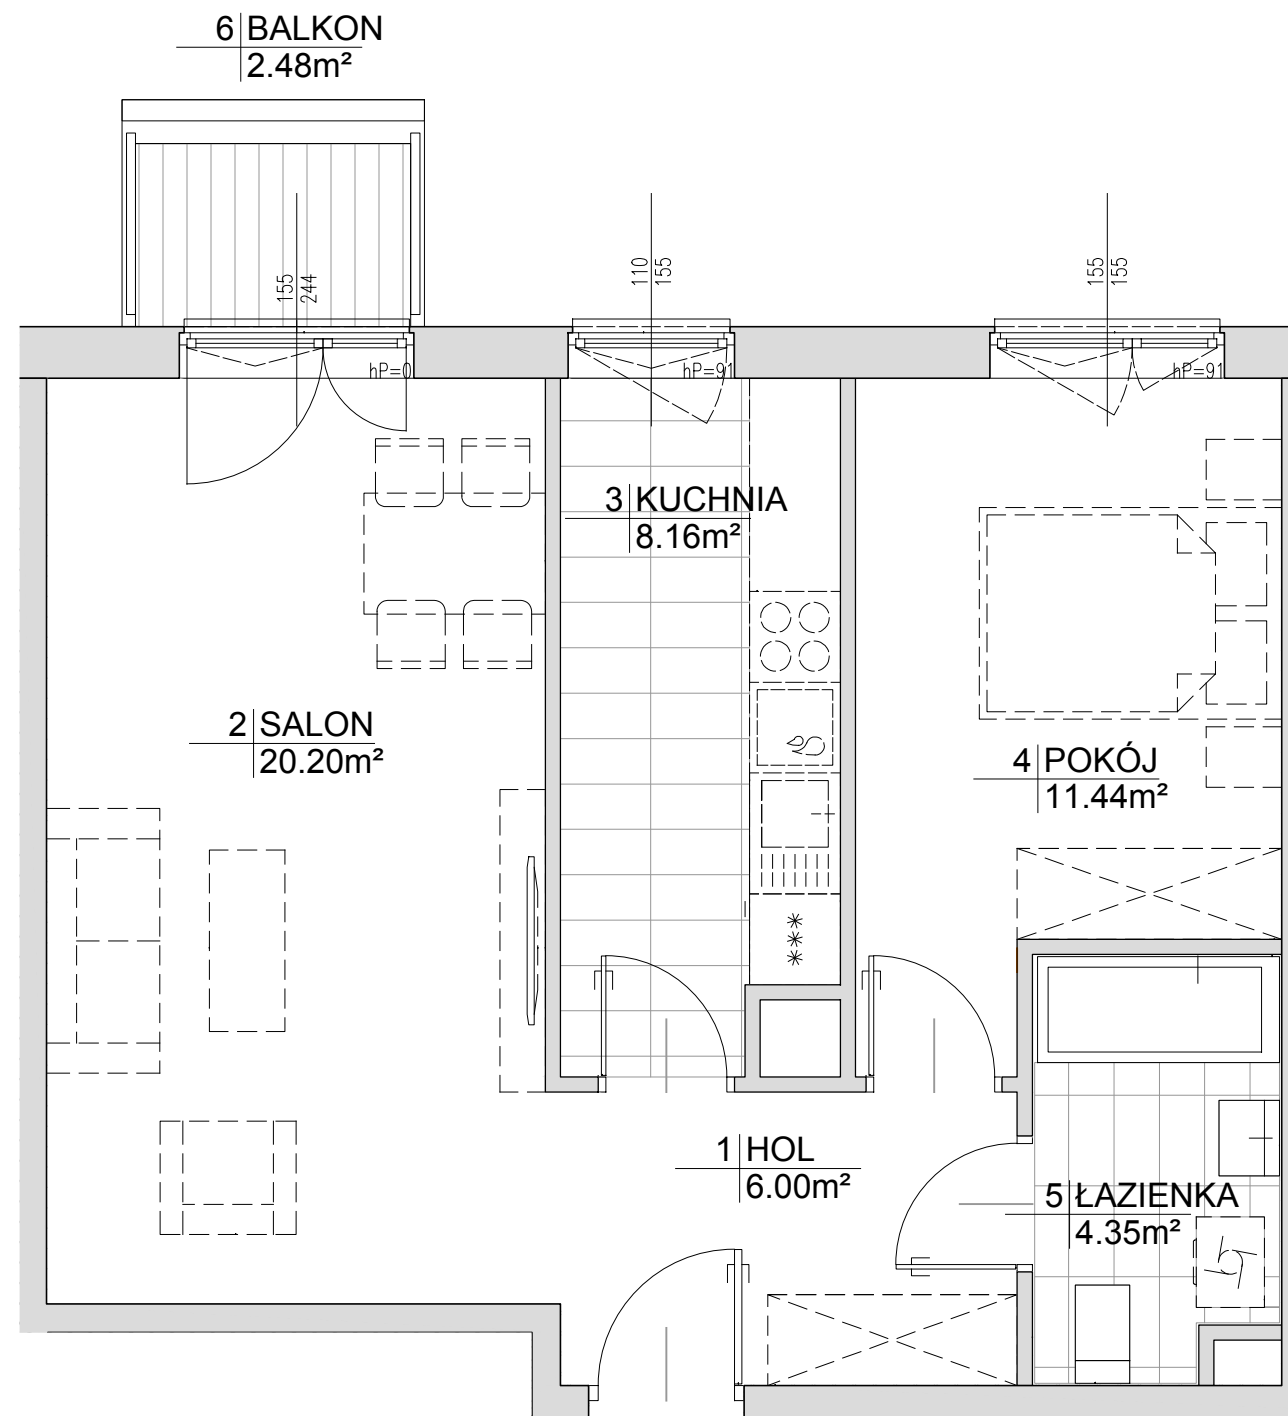 6 BALKON
2.48m²
155
244
110
155
155
155
hP=0
hP=91
hP=91
3 KUCHNIA
8.16m²
2 SALON
20.20m²
4 POKÓJ
11.44m²
1 HOL
6.00m²
5 ŁAZIENKA
4.35m²